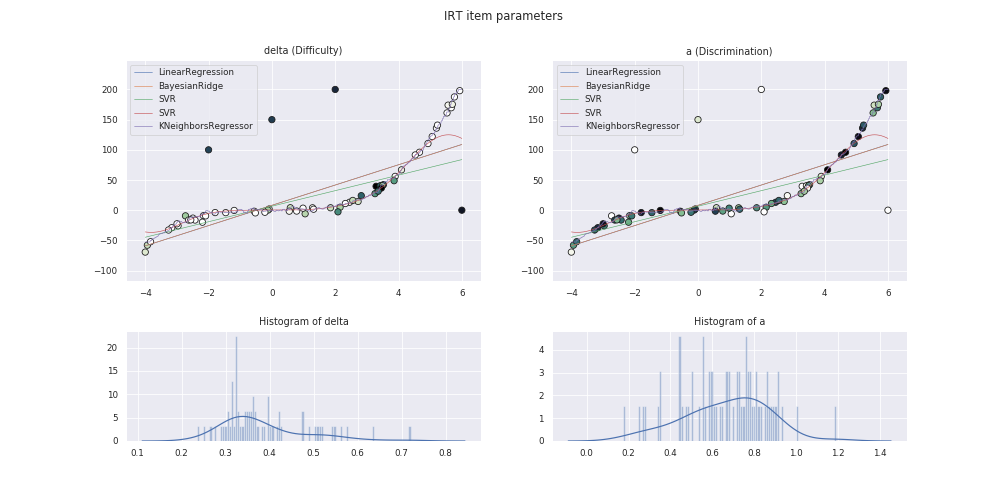 IRT item parameters
delta (Difficulty)
LinearRegression
BayesianRidge
SVR
SVR
KNeighborsRegressor
200
150
100
50
0
−50
−100
−4 −2 0 2 4 6
a (Discrimination)
LinearRegression
BayesianRidge
SVR
SVR
KNeighborsRegressor
200
150
100
50
0
−50
−100
−4 −2 0 2 4 6
Histogram of delta
20
15
10
5
0
0.1 0.2 0.3 0.4 0.5 0.6 0.7 0.8
Histogram of a
4
3
2
1
0
0.0 0.2 0.4 0.6 0.8 1.0 1.2 1.4